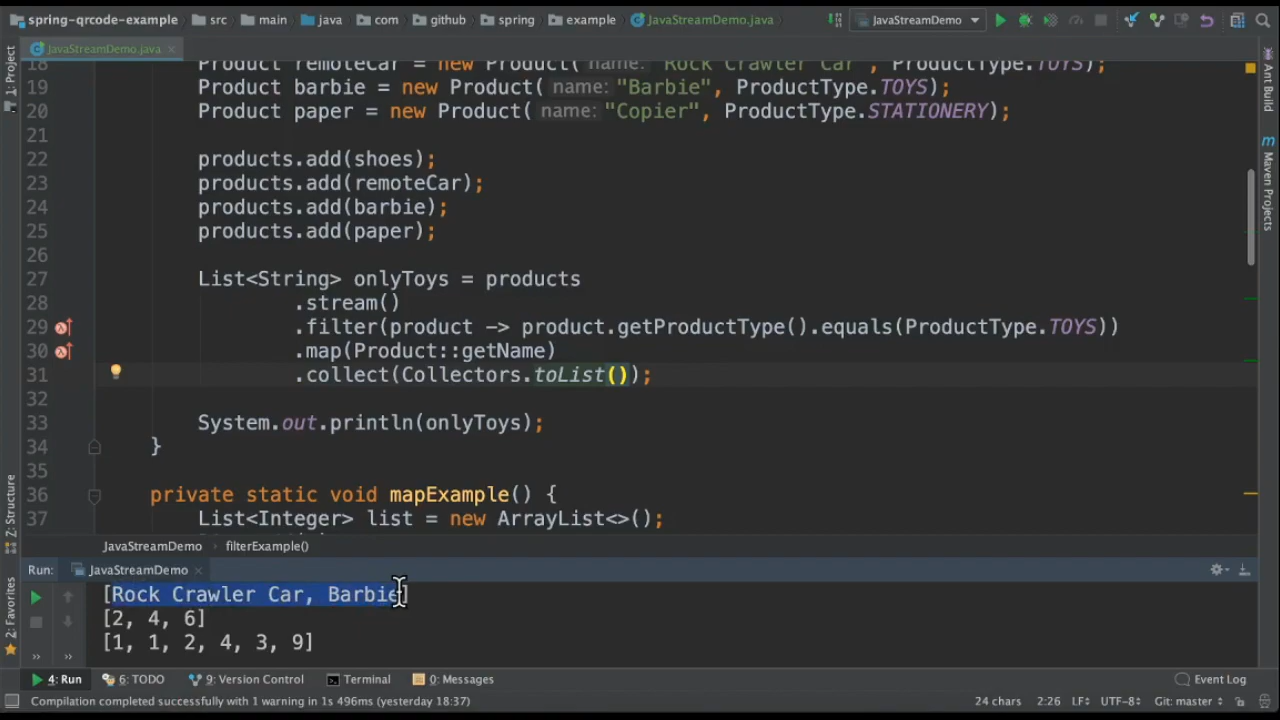 spring-qrcode-example src main java com github spring example JavaStreamDemo.java JavaStreamDemo
JavaStreamDemo.java
1: Project
Ant Build
Maven Projects
18 Product remoteCar = new Product( name: "Rock Crawler Car", ProductType.TOYS);
19 Product barbie = new Product( name: "Barbie", ProductType.TOYS);
20 Product paper = new Product( name: "Copier", ProductType.STATIONERY);
21
22 products.add(shoes);
23 products.add(remoteCar);
24 products.add(barbie);
25 products.add(paper);
26
27 List<String> onlyToys = products
28 .stream()
29 .filter(product -> product.getProductType().equals(ProductType.TOYS))
30 .map(Product::getName)
31 .collect(Collectors.toList());
32
33 System.out.println(onlyToys);
34 }
35
36 private static void mapExample() {
37 List<Integer> list = new ArrayList<>();
Z: Structure
2: Favorites
JavaStreamDemo › filterExample()
Run: JavaStreamDemo
[Rock Crawler Car, Barbie]
[2, 4, 6]
[1, 1, 2, 4, 3, 9]
4: Run 6: TODO 9: Version Control Terminal 0: Messages Event Log
Compilation completed successfully with 1 warning in 1s 496ms (yesterday 18:37) 24 chars 2:26 LF÷ UTF-8÷ Git: master